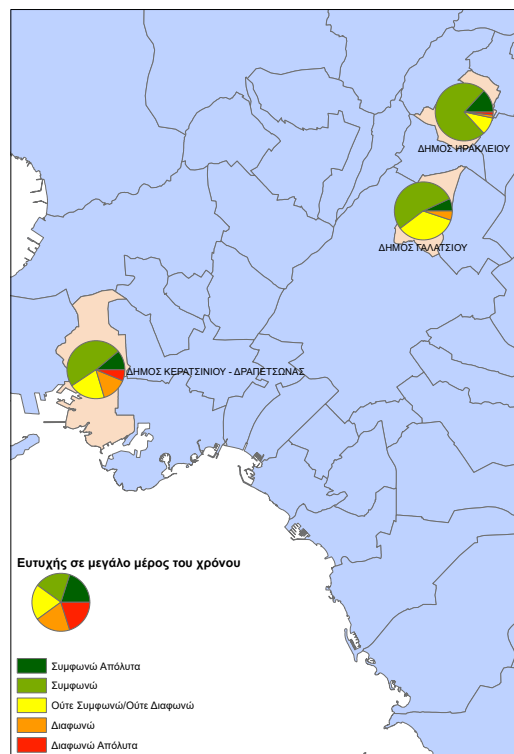 ΔΗΜΟΣ ΗΡΑΚΛΕΙΟΥ
ΔΗΜΟΣ ΓΑΛΑΤΣΙΟΥ
ΔΗΜΟΣ ΚΕΡΑΤΣΙΝΙΟΥ - ΔΡΑΠΕΤΣΩΝΑΣ
Ευτυχής σε μεγάλο μέρος του χρόνου
Συμφωνώ Απόλυτα
Συμφωνώ
Ούτε Συμφωνώ/Ούτε Διαφωνώ
Διαφωνώ
Διαφωνώ Απόλυτα